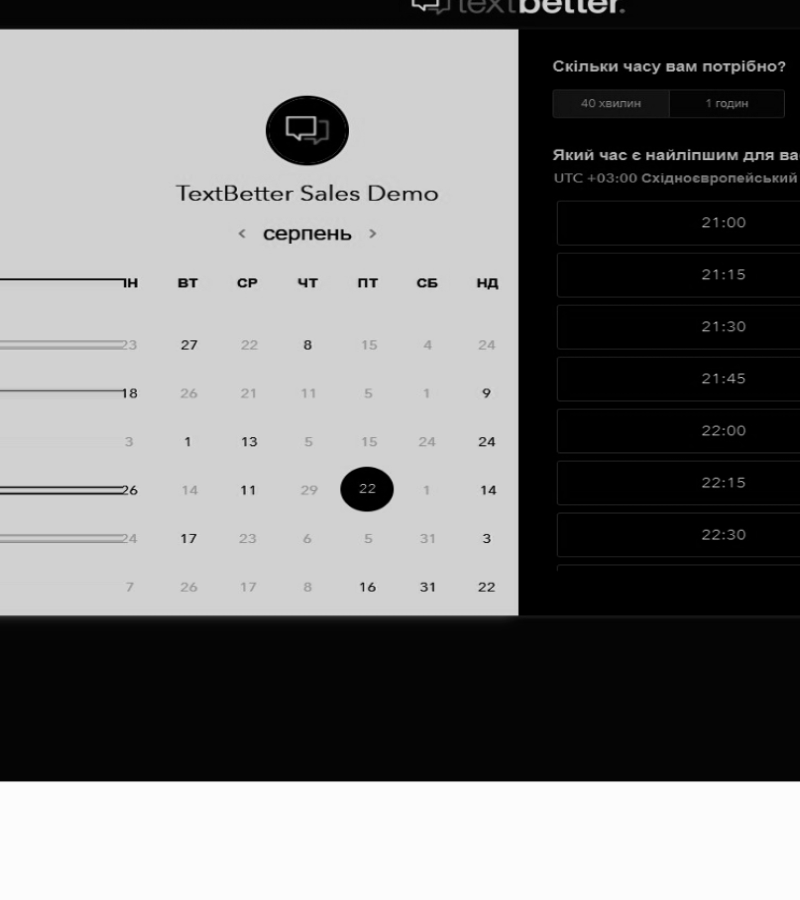 textbetter.
TextBetter Sales Demo
< серпень >
ВТ СР ЧТ ПТ СБ НД
23 27 22 8 15 4 24
18 26 21 11 5 1 9
3 1 13 5 15 24 24
26 14 11 29 22 1 14
24 17 23 6 5 31 3
7 26 17 8 16 31 22
Скільки часу вам потрібно?
40 хвилин 1 годин
Який час є найліпшим для
UTC +03:00 Східноєвропейський
21:00
21:15
21:30
21:45
22:00
22:15
22:30